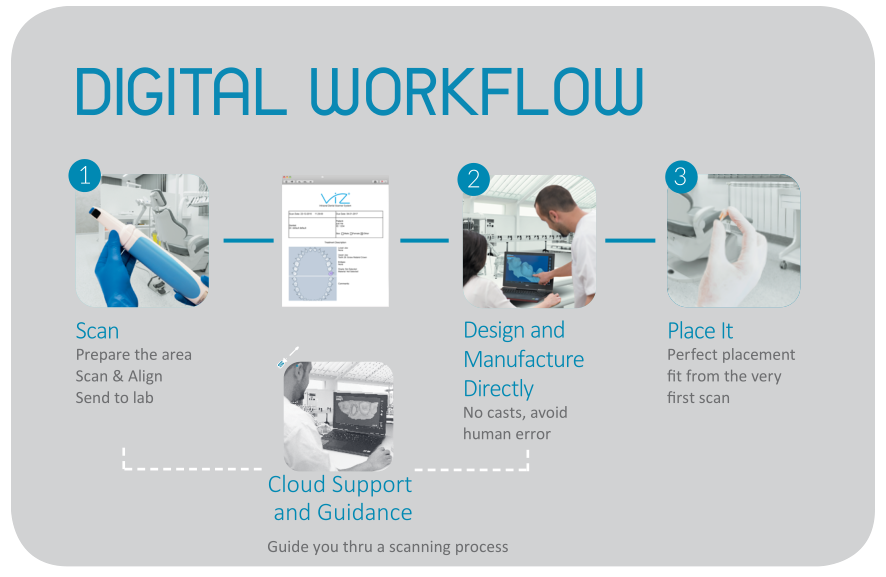 DIGITAL WORKFLOW
1
2
3
VIZ
Scan
Prepare the area
Scan & Align
Send to lab
Design and
Manufacture
Directly
No casts, avoid
human error
Place It
Perfect placement
fit from the very
first scan
Cloud Support
and Guidance
Guide you thru a scanning process